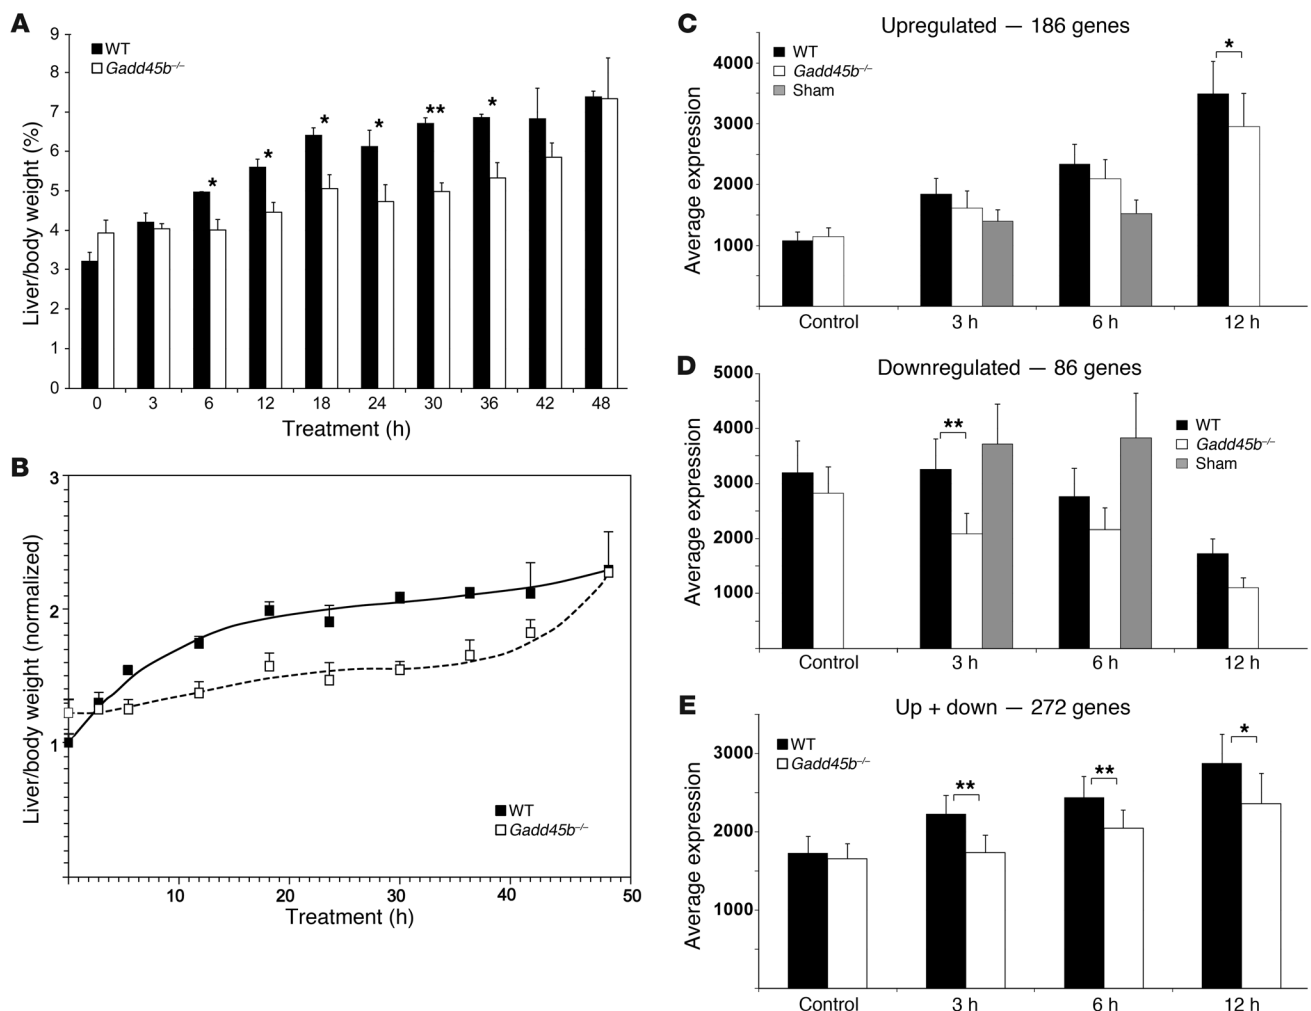 A
9
8
7
6
5
4
3
2
1
0
Liver/body weight (%)
WT
Gadd45b–/–
*
*
*
*
**
*
0 3 6 12 18 24 30 36 42 48
Treatment (h)
B
3
2
1
Liver/body weight (normalized)
WT
Gadd45b–/–
10 20 30 40 50
Treatment (h)
C
Upregulated — 186 genes
4000
3000
2000
1000
Average expression
WT
Gadd45b–/–
Sham
*
Control 3 h 6 h 12 h
D
Downregulated — 86 genes
5000
4000
3000
2000
1000
Average expression
**
WT
Gadd45b–/–
Sham
Control 3 h 6 h 12 h
E
Up + down — 272 genes
3000
2000
1000
Average expression
WT
Gadd45b–/–
**
**
*
Control 3 h 6 h 12 h